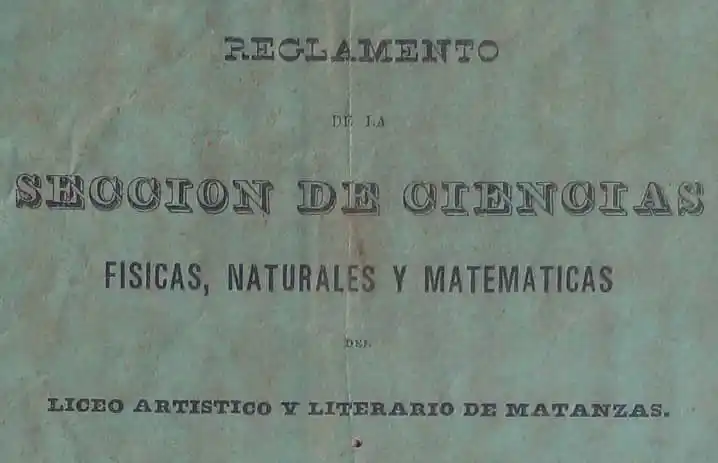 REGLAMENTO
DE LA
SECCION DE CIENCIAS
FISICAS, NATURALES Y MATEMATICAS
DEL
LICEO ARTISTICO Y LITERARIO DE MATANZAS.